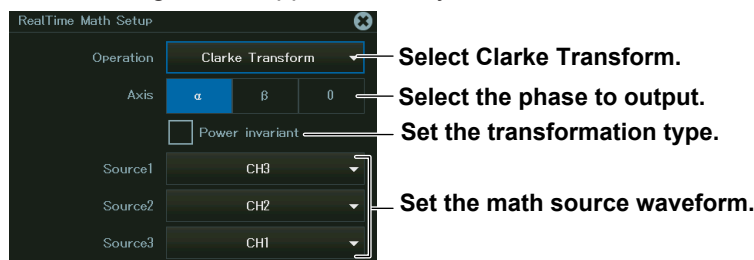 RealTime Math Setup
Operation Clarke Transform Select Clarke Transform.
Axis α β 0 Select the phase to output.
Power invariant Set the transformation type.
Source1 CH3
Source2 CH2 Set the math source waveform.
Source3 CH1